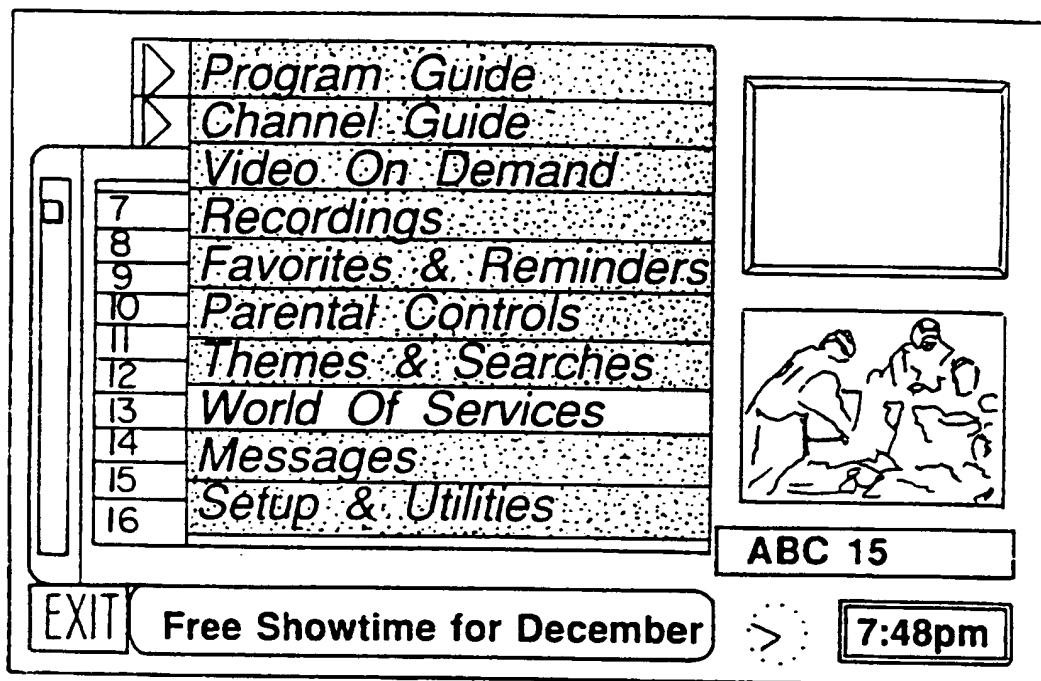 Program Guide
Channel Guide
Video On Demand
7 Recordings
8
9 Favorites & Reminders
10 Parental Controls
11
12 Themes & Searches
13 World Of Services
14 Messages
15
16 Setup & Utilities
ABC 15
EXIT Free Showtime for December 7:48pm